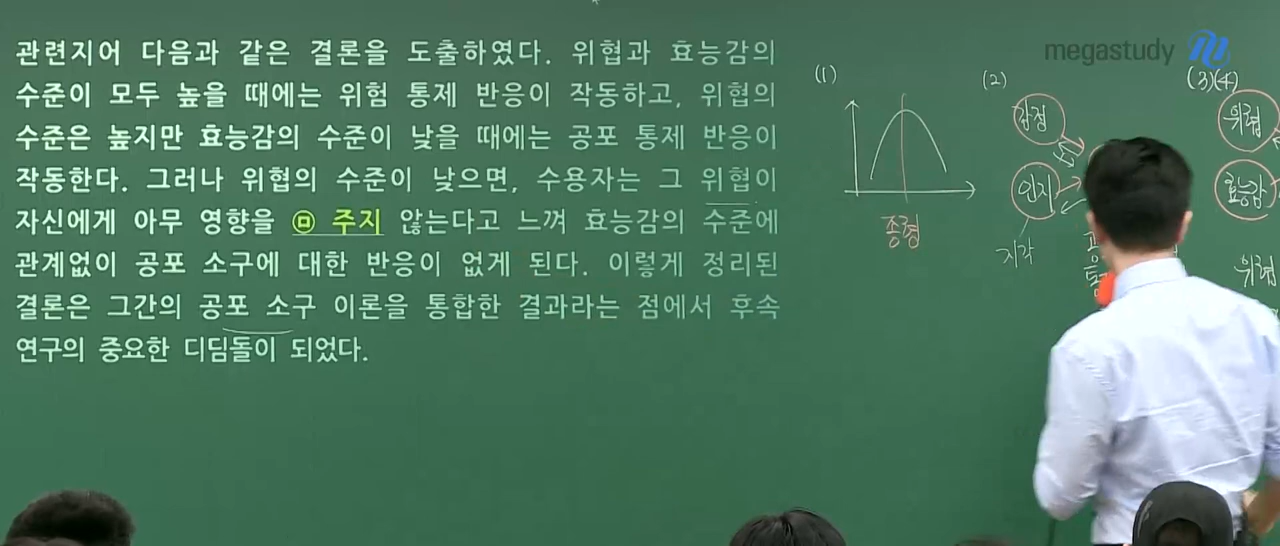 관련지어 다음과 같은 결론을 도출하였다. 위협과 효능감의
수준이 모두 높을 때에는 위험 통제 반응이 작동하고, 위협의
수준은 높지만 효능감의 수준이 낮을 때에는 공포 통제 반응이
작동한다. 그러나 위협의 수준이 낮으면, 수용자는 그 위협이
자신에게 아무 영향을 ㉤ 주지 않는다고 느껴 효능감의 수준에
관계없이 공포 소구에 대한 반응이 없게 된다. 이렇게 정리된
결론은 그간의 공포 소구 이론을 통합한 결과라는 점에서 후속
연구의 중요한 디딤돌이 되었다.
megastudy
(1)
종형
(2)
감정
인지
지각
(3)(4)
위협
효능감
위협